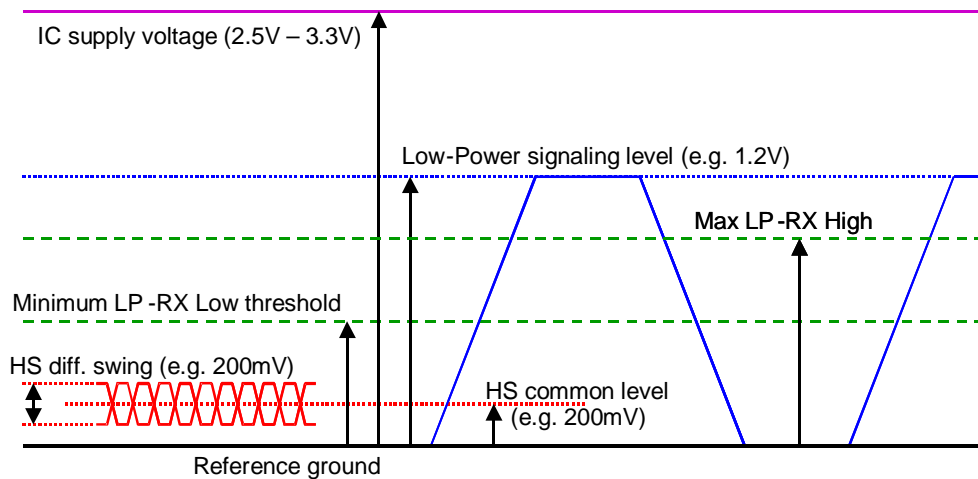 IC supply voltage (2.5V – 3.3V)
Low-Power signaling level (e.g. 1.2V)
Max LP -RX High
Minimum LP -RX Low threshold
HS diff. swing (e.g. 200mV)
HS common level
(e.g. 200mV)
Reference ground